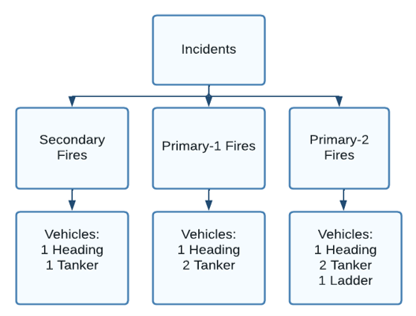 Incidents
Secondary
Fires
Primary-1 Fires
Primary-2
Fires
Vehicles:
1 Heading
1 Tanker
Vehicles:
1 Heading
2 Tanker
Vehicles:
1 Heading
2 Tanker
1 Ladder